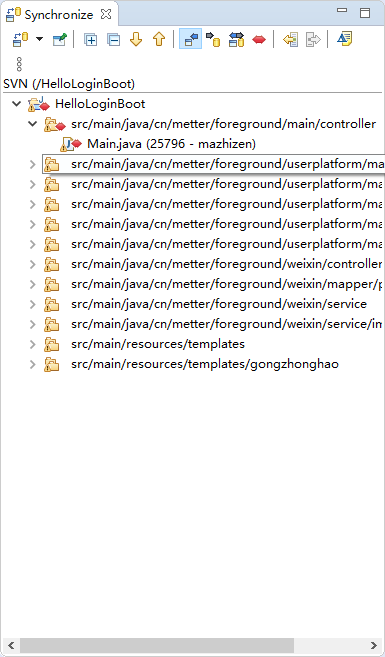 Synchronize
SVN (/HelloLoginBoot)
HelloLoginBoot
src/main/java/cn/metter/foreground/main/controller
Main.java (25796 - mazhizen)
src/main/java/cn/metter/foreground/userplatform/ma
src/main/java/cn/metter/foreground/userplatform/ma
src/main/java/cn/metter/foreground/userplatform/ma
src/main/java/cn/metter/foreground/userplatform/ma
src/main/java/cn/metter/foreground/userplatform/ma
src/main/java/cn/metter/foreground/weixin/controller
src/main/java/cn/metter/foreground/weixin/mapper/p
src/main/java/cn/metter/foreground/weixin/service
src/main/java/cn/metter/foreground/weixin/service/im
src/main/resources/templates
src/main/resources/templates/gongzhonghao